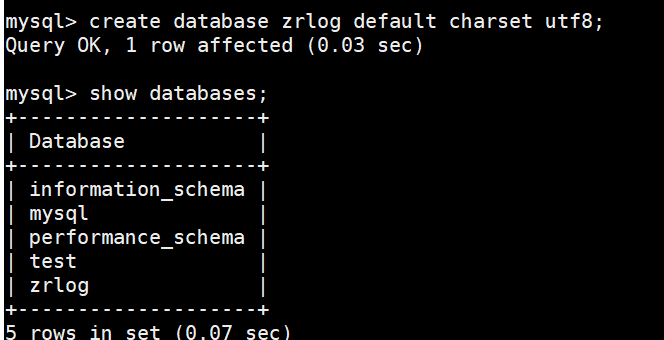 mysql> create database zrlog default charset utf8;
Query OK, 1 row affected (0.03 sec)
mysql> show databases;
+--------------------+
| Database           |
+--------------------+
| information_schema |
| mysql              |
| performance_schema |
| test               |
| zrlog              |
+--------------------+
5 rows in set (0.07 sec)